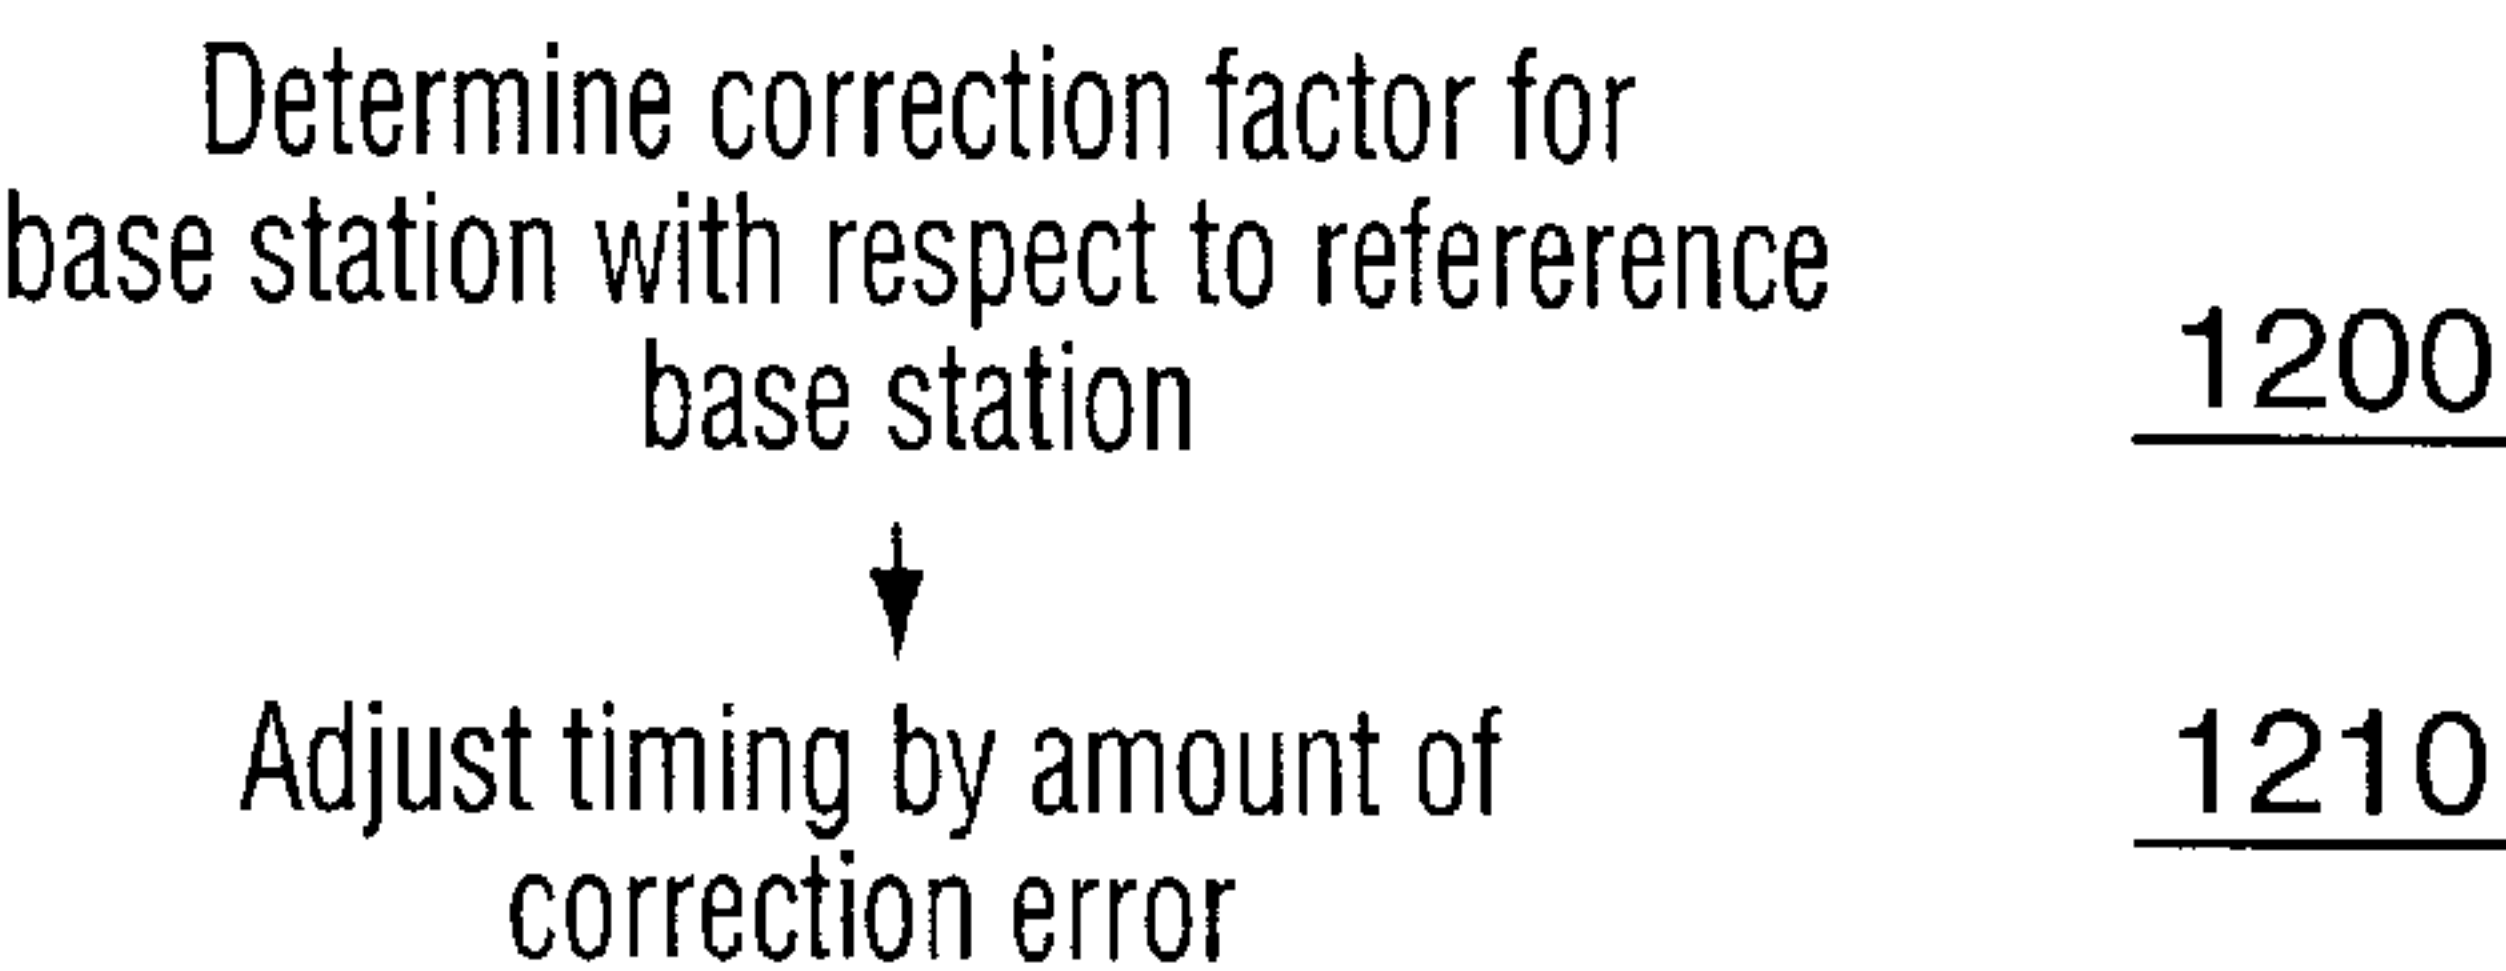 Determine correction factor for
base station with respect to refererence
base station
1200
Adjust timing by amount of
correction error
1210